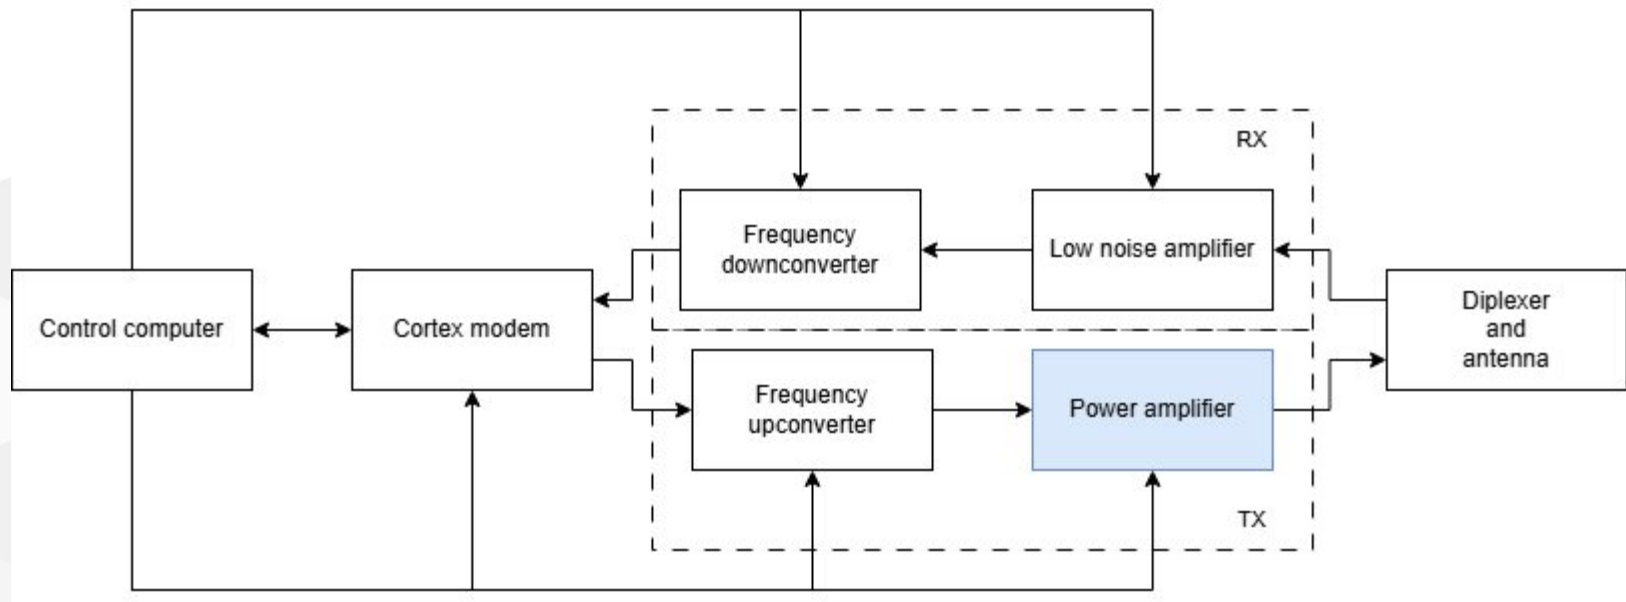 RX
Frequency
downconverter
Low noise amplifier
Control computer
Cortex modem
Diplexer
and
antenna
Frequency
upconverter
Power amplifier
TX